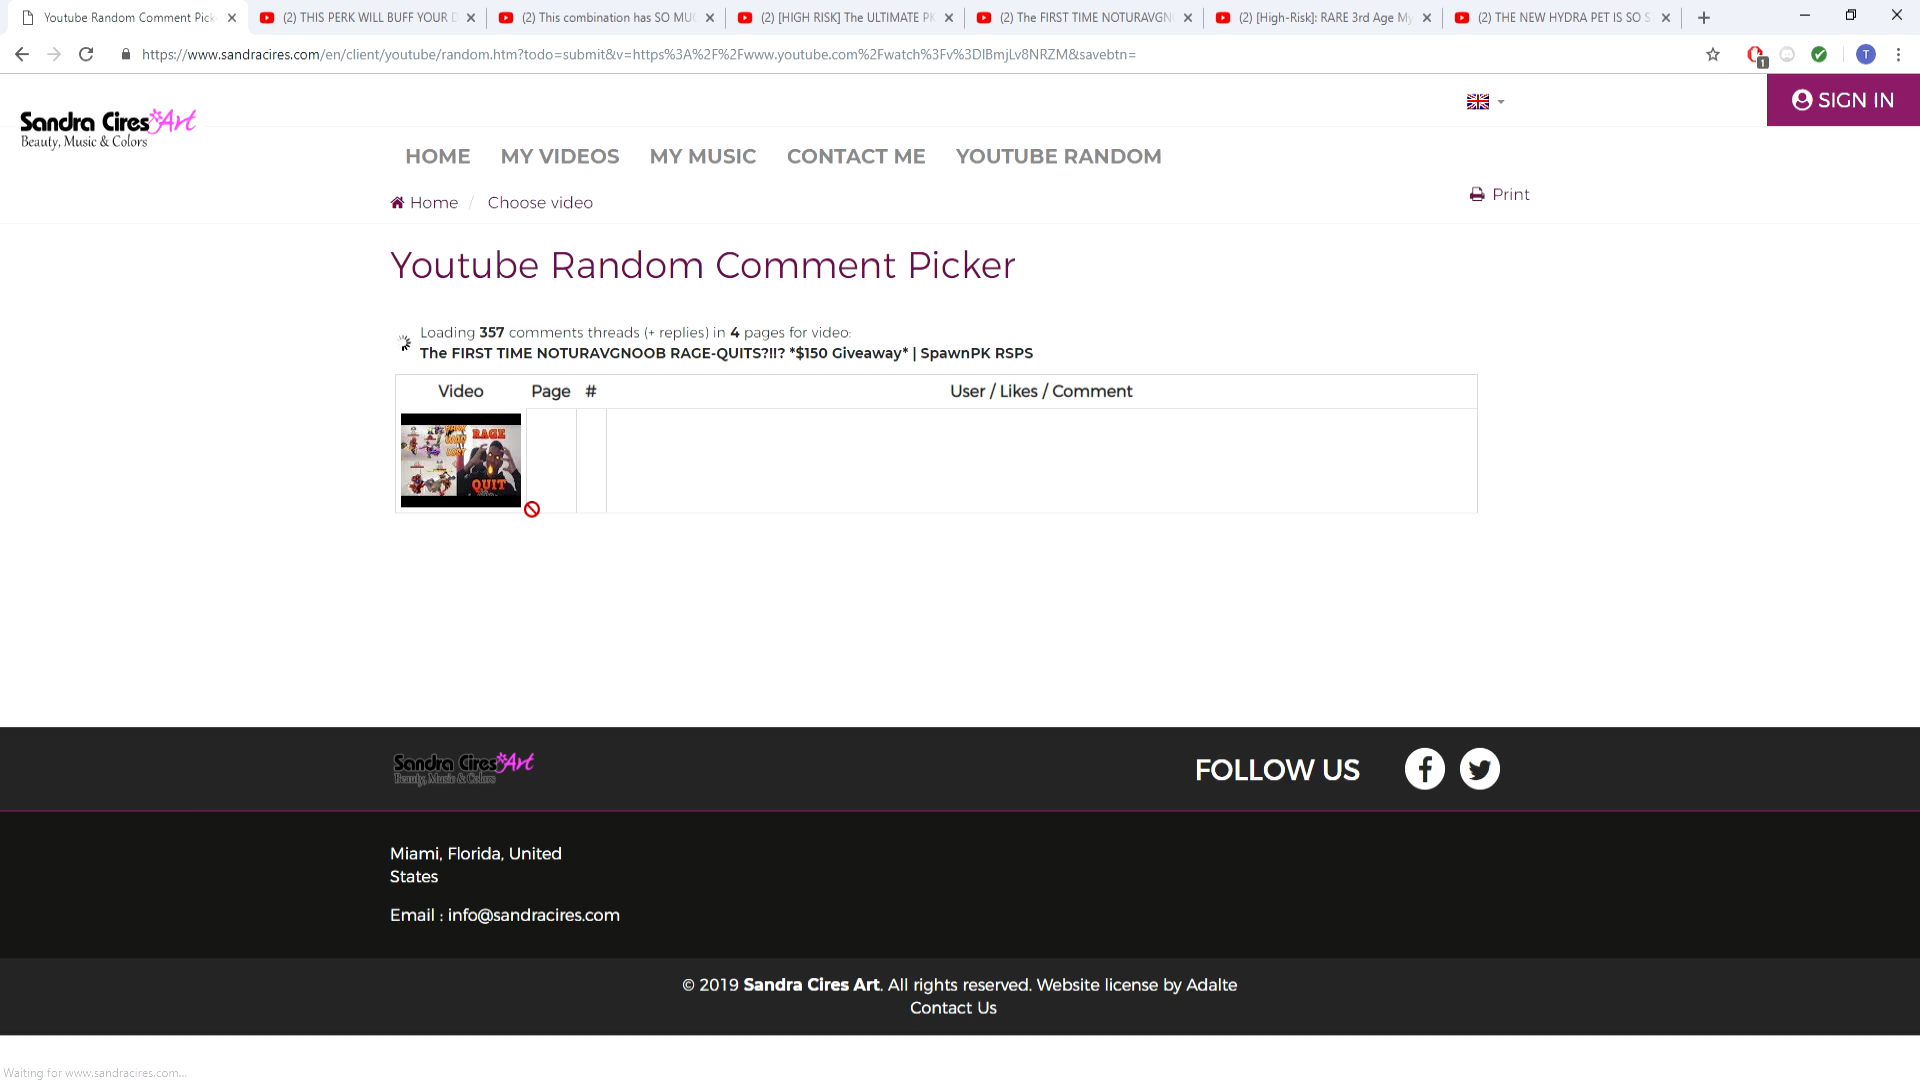 Youtube Random Comment Pick
(2) THIS PERK WILL BUFF YOUR D
(2) This combination has SO MUC
(2) [HIGH RISK] The ULTIMATE PK
(2) The FIRST TIME NOTURAVGN
(2) [High-Risk]: RARE 3rd Age My
(2) THE NEW HYDRA PET IS SO S
https://www.sandracires.com/en/client/youtube/random.htm?todo=submit&v=https%3A%2F%2Fwww.youtube.com%2Fwatch%3Fv%3DIBmjLv8NRZM&savebtn=
1
T
Sandra Cires Art
Beauty, Music & Colors
SIGN IN
HOME
MY VIDEOS
MY MUSIC
CONTACT ME
YOUTUBE RANDOM
Home / Choose video
Print
Youtube Random Comment Picker
Loading 357 comments threads (+ replies) in 4 pages for video:
The FIRST TIME NOTURAVGNOOB RAGE-QUITS?!!? *$150 Giveaway* | SpawnPK RSPS
Video
Page
#
User / Likes / Comment
RAGE
QUIT
Sandra Cires Art
Beauty, Music & Colors
FOLLOW US
Miami, Florida, United
States
Email : info@sandracires.com
© 2019 Sandra Cires Art. All rights reserved. Website license by Adalte
Contact Us
Waiting for www.sandracires.com...